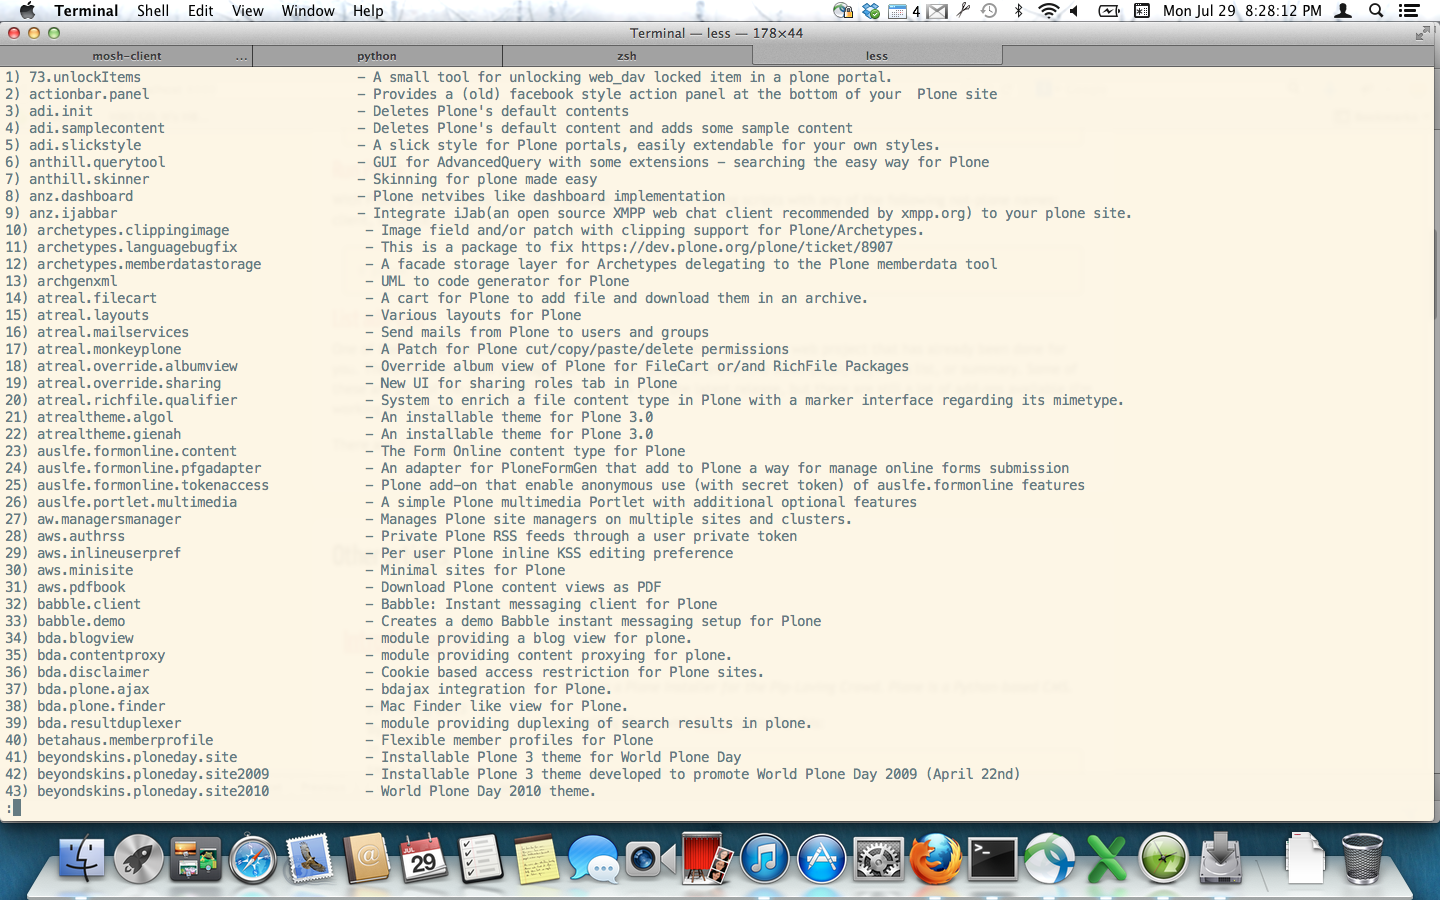 Terminal Shell Edit View Window Help 4 Mon Jul 29 8:28:12 PM
Terminal — less — 178×44
mosh-client ... python zsh less
1) 73.unlockItems - A small tool for unlocking web_dav locked item in a plone portal.
2) actionbar.panel - Provides a (old) facebook style action panel at the bottom of your  Plone site
3) adi.init - Deletes Plone's default contents
4) adi.samplecontent - Deletes Plone's default content and adds some sample content
5) adi.slickstyle - A slick style for Plone portals, easily extendable for your own styles.
6) anthill.querytool - GUI for AdvancedQuery with some extensions - searching the easy way for Plone
7) anthill.skinner - Skinning for plone made easy
8) anz.dashboard - Plone netvibes like dashboard implementation
9) anz.ijabbar - Integrate iJab(an open source XMPP web chat client recommended by xmpp.org) to your plone site.
10) archetypes.clippingimage - Image field and/or patch with clipping support for Plone/Archetypes.
11) archetypes.languagebugfix - This is a package to fix https://dev.plone.org/plone/ticket/8907
12) archetypes.memberdatastorage - A facade storage layer for Archetypes delegating to the Plone memberdata tool
13) archgenxml - UML to code generator for Plone
14) atreal.filecart - A cart for Plone to add file and download them in an archive.
15) atreal.layouts - Various layouts for Plone
16) atreal.mailservices - Send mails from Plone to users and groups
17) atreal.monkeyplone - A Patch for Plone cut/copy/paste/delete permissions
18) atreal.override.albumview - Override album view of Plone for FileCart or/and RichFile Packages
19) atreal.override.sharing - New UI for sharing roles tab in Plone
20) atreal.richfile.qualifier - System to enrich a file content type in Plone with a marker interface regarding its mimetype.
21) atrealtheme.algol - An installable theme for Plone 3.0
22) atrealtheme.gienah - An installable theme for Plone 3.0
23) auslfe.formonline.content - The Form Online content type for Plone
24) auslfe.formonline.pfgadapter - An adapter for PloneFormGen that add to Plone a way for manage online forms submission
25) auslfe.formonline.tokenaccess - Plone add-on that enable anonymous use (with secret token) of auslfe.formonline features
26) auslfe.portlet.multimedia - A simple Plone multimedia Portlet with additional optional features
27) aw.managersmanager - Manages Plone site managers on multiple sites and clusters.
28) aws.authrss - Private Plone RSS feeds through a user private token
29) aws.inlineuserpref - Per user Plone inline KSS editing preference
30) aws.minisite - Minimal sites for Plone
31) aws.pdfbook - Download Plone content views as PDF
32) babble.client - Babble: Instant messaging client for Plone
33) babble.demo - Creates a demo Babble instant messaging setup for Plone
34) bda.blogview - module providing a blog view for plone.
35) bda.contentproxy - module providing content proxying for plone.
36) bda.disclaimer - Cookie based access restriction for Plone sites.
37) bda.plone.ajax - bdajax integration for Plone.
38) bda.plone.finder - Mac Finder like view for Plone.
39) bda.resultduplexer - module providing duplexing of search results in plone.
40) betahaus.memberprofile - Flexible member profiles for Plone
41) beyondskins.ploneday.site - Installable Plone 3 theme for World Plone Day
42) beyondskins.ploneday.site2009 - Installable Plone 3 theme developed to promote World Plone Day 2009 (April 22nd)
43) beyondskins.ploneday.site2010 - World Plone Day 2010 theme.
:
JUL
29
>_